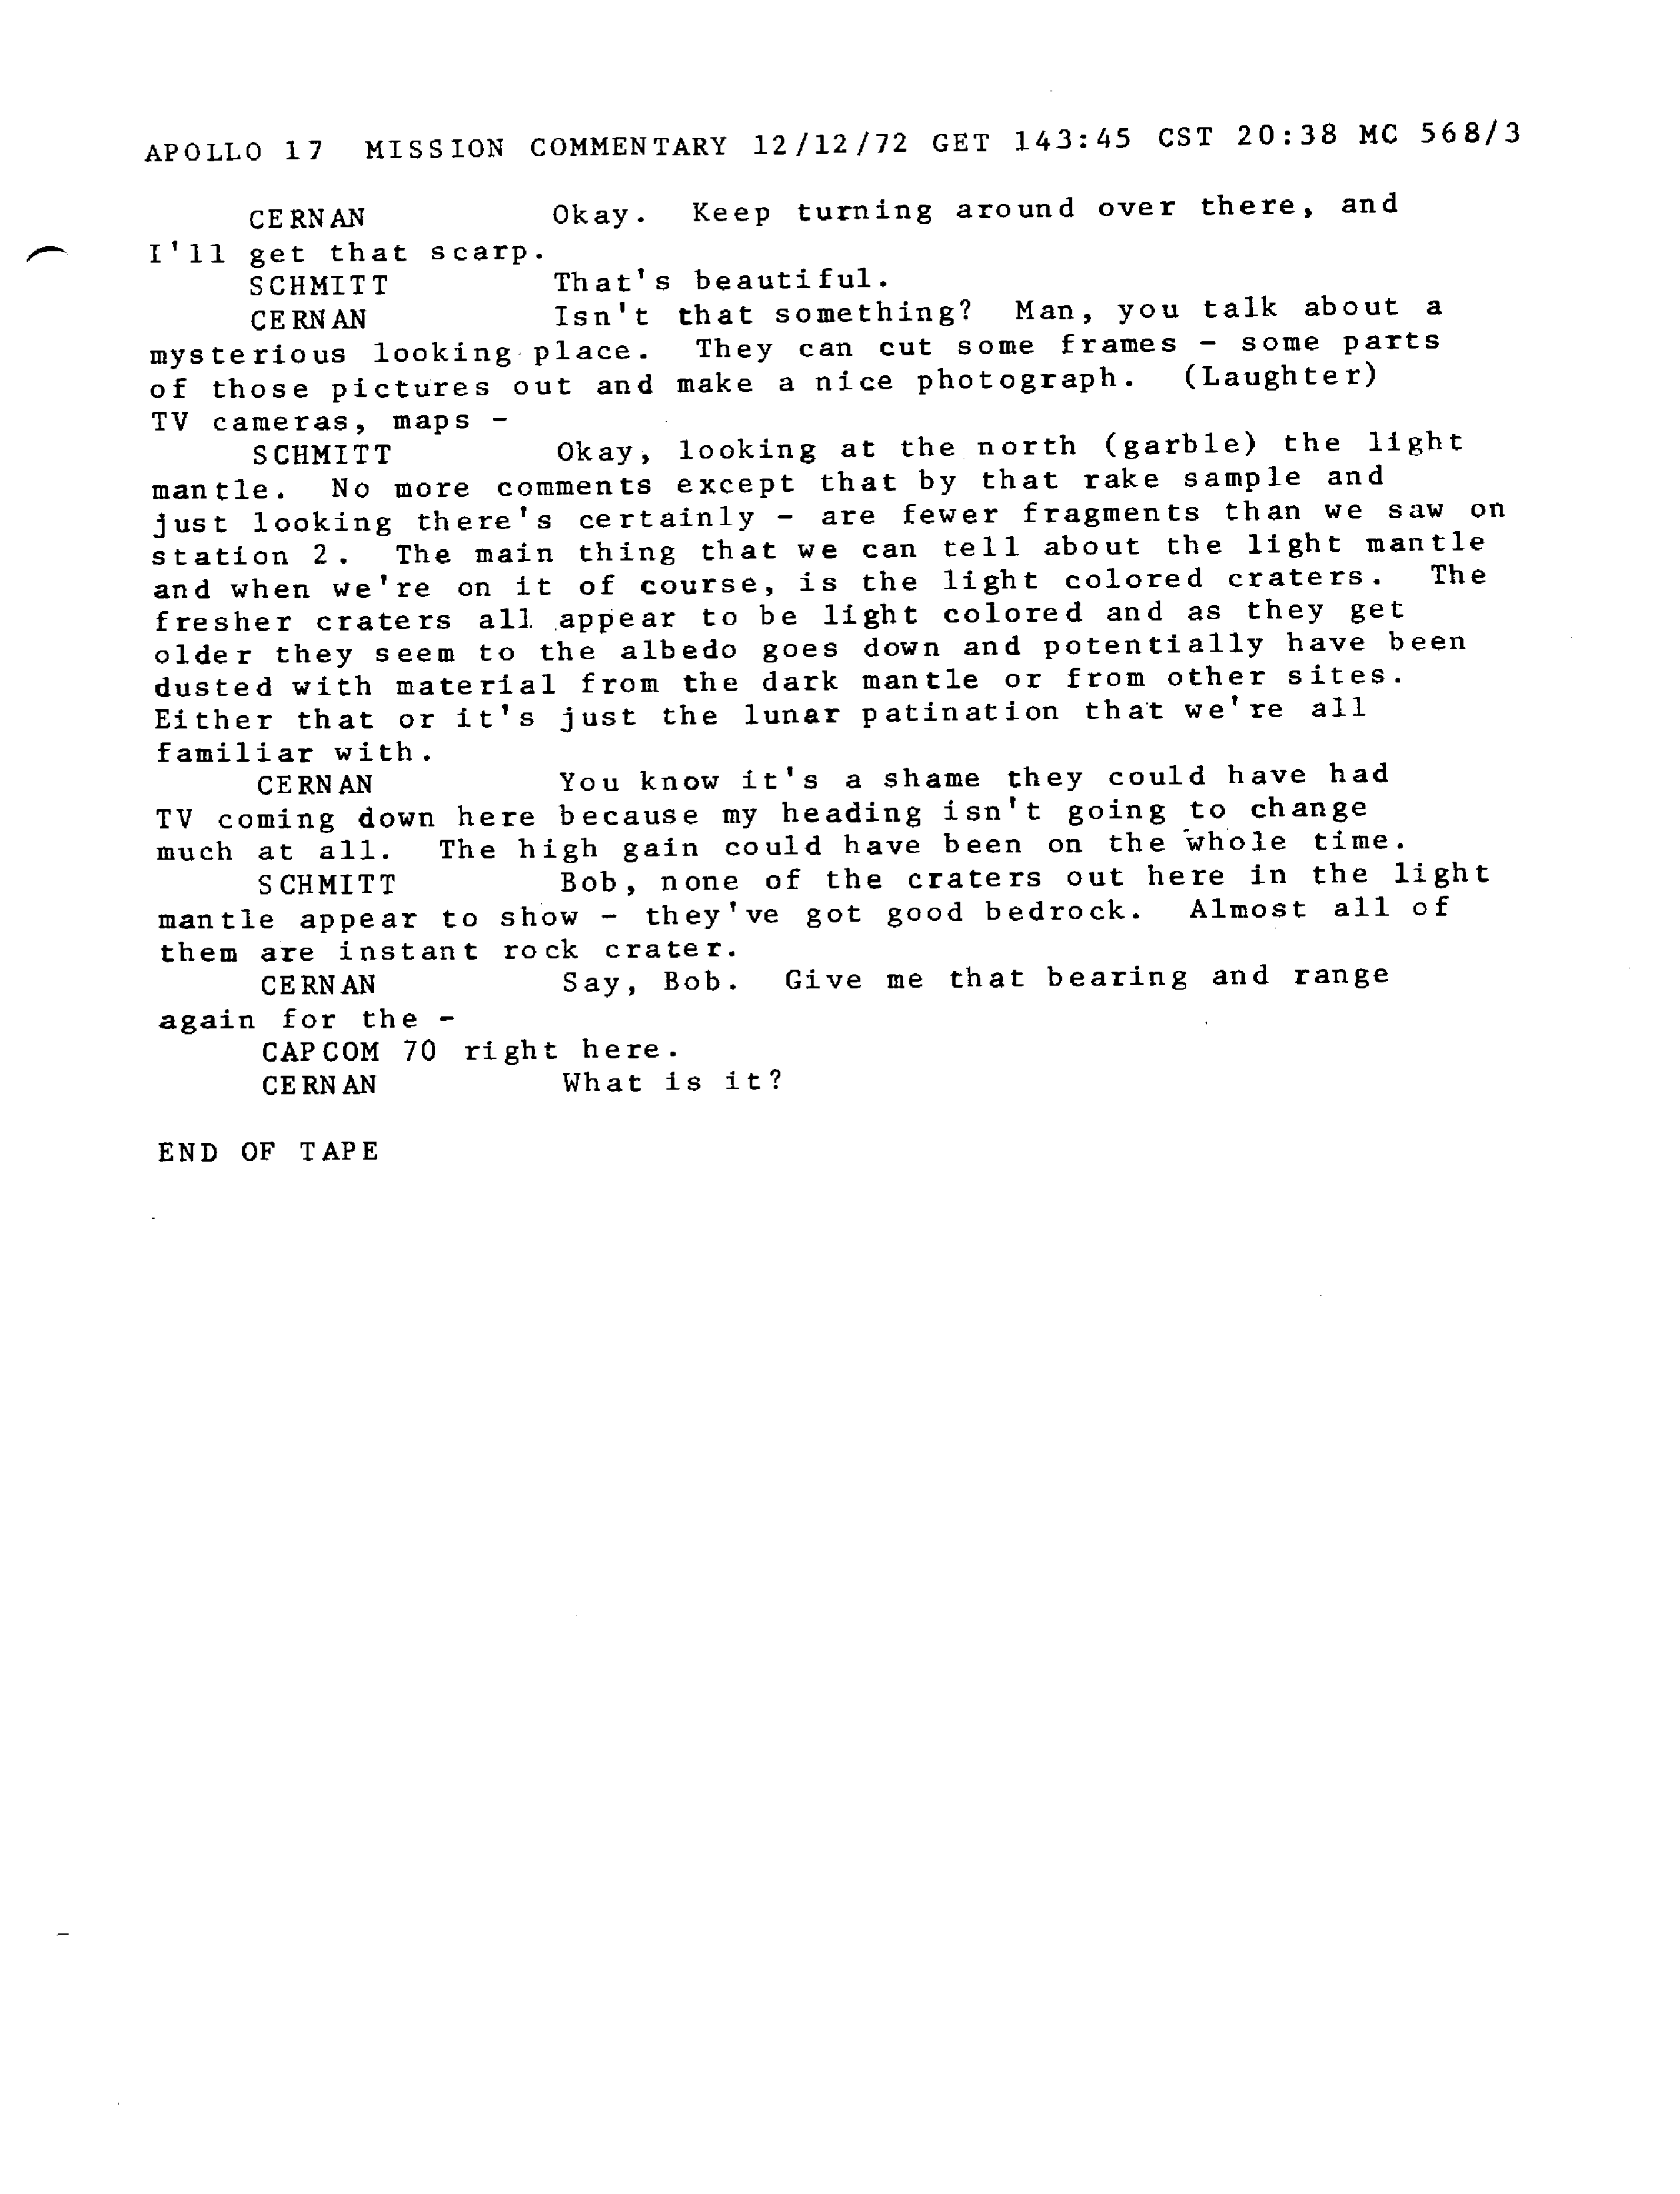 APOLLO 17 MISSION COMMENTARY 12/12/72 GET 143:45 CST 20:38 MC 568/3
CERNAN Okay. Keep turning around over there, and
I'll get that scarp.
SCHMITT That's beautiful.
CERNAN Isn't that something? Man, you talk about a
mysterious looking place. They can cut some frames - some parts
of those pictures out and make a nice photograph. (Laughter)
TV cameras, maps -
SCHMITT Okay, looking at the north (garble) the light
mantle. No more comments except that by that rake sample and
just looking there's certainly - are fewer fragments than we saw on
station 2. The main thing that we can tell about the light mantle
and when we're on it of course, is the light colored craters. The
fresher craters all appear to be light colored and as they get
older they seem to the albedo goes down and potentially have been
dusted with material from the dark mantle or from other sites.
Either that or it's just the lunar patination that we're all
familiar with.
CERNAN You know it's a shame they could have had
TV coming down here because my heading isn't going to change
much at all. The high gain could have been on the whole time.
SCHMITT Bob, none of the craters out here in the light
mantle appear to show - they've got good bedrock. Almost all of
them are instant rock crater.
CERNAN Say, Bob. Give me that bearing and range
again for the -
CAPCOM 70 right here.
CERNAN What is it?
END OF TAPE